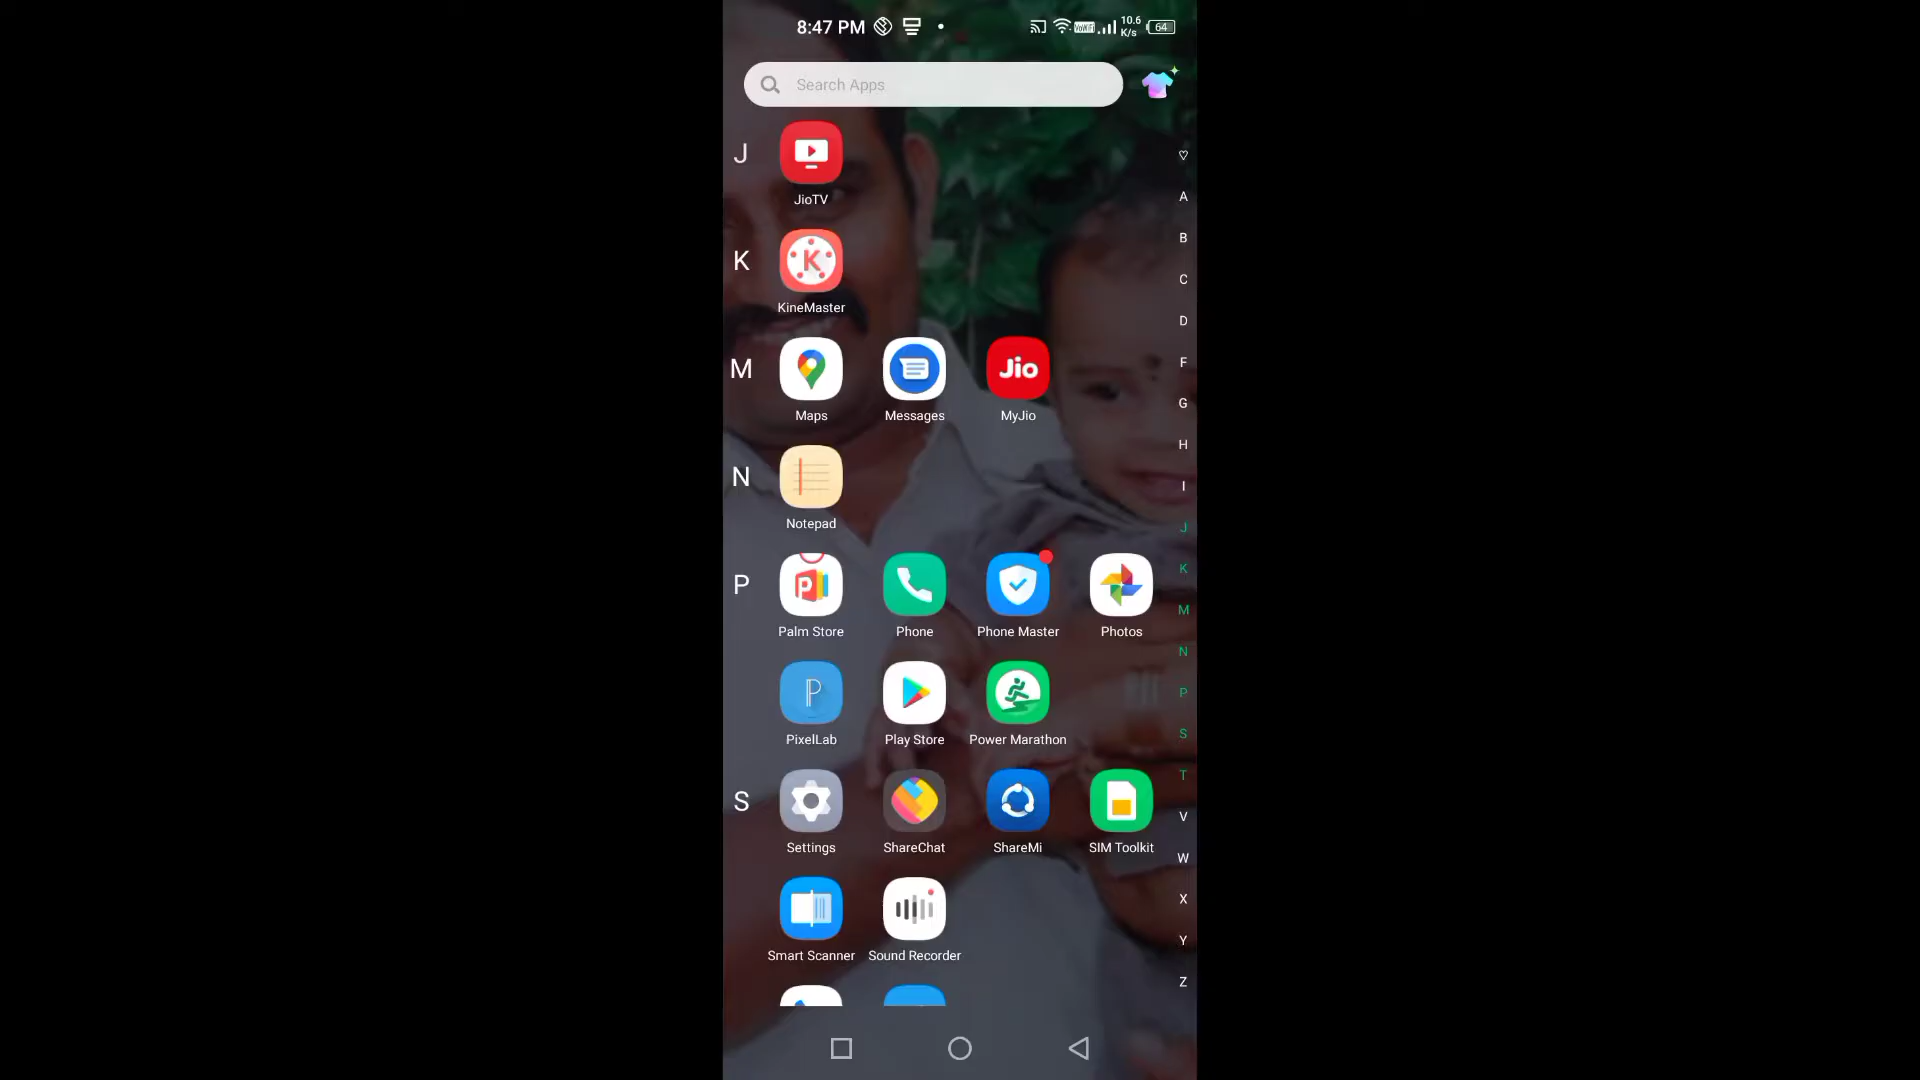 8:47 PM
VoWiFi
10.6
K/s
64
Search Apps
J
JioTV
K
KineMaster
M
Jio
Maps
Messages
MyJio
N
Notepad
P
Palm Store
Phone
Phone Master
Photos
PixelLab
Play Store
Power Marathon
S
Settings
ShareChat
ShareMi
SIM Toolkit
Smart Scanner
Sound Recorder
A
B
C
D
F
G
H
I
J
K
M
N
P
S
T
V
W
X
Y
Z